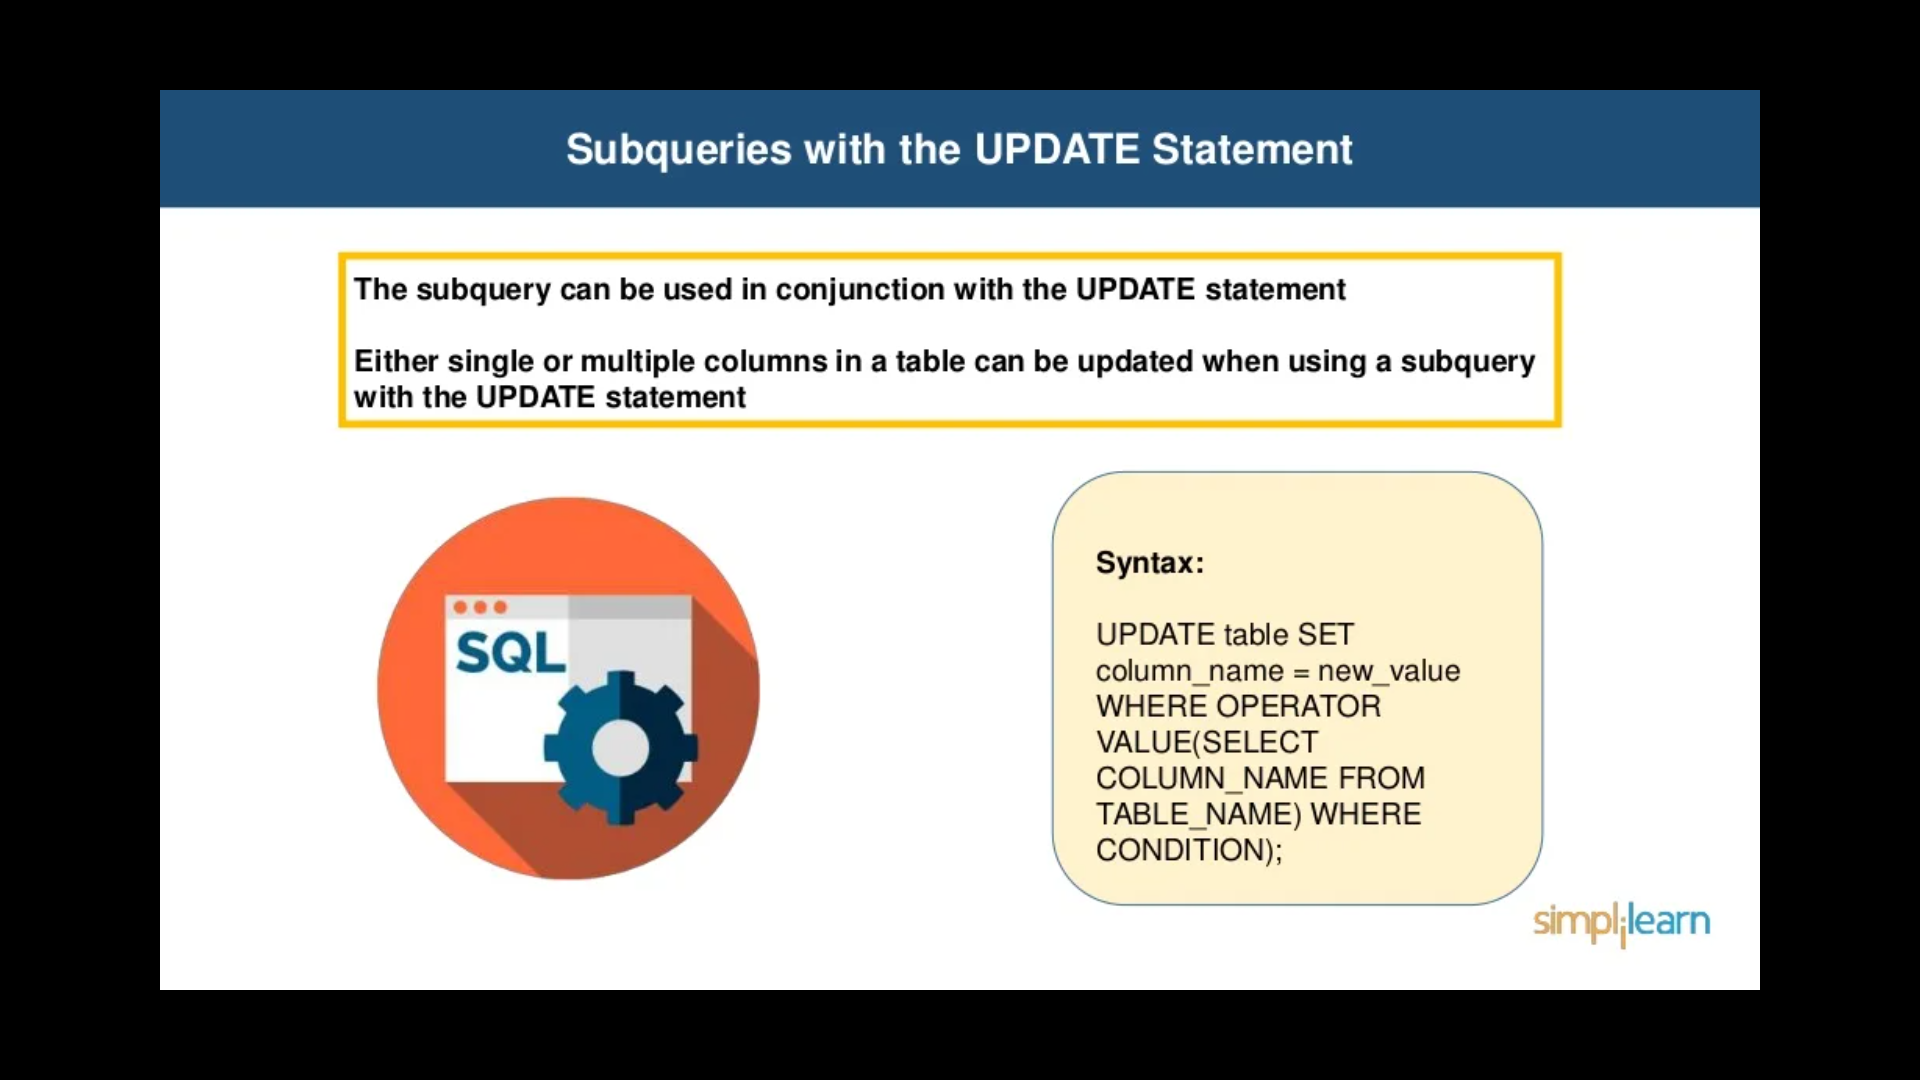 Subqueries with the UPDATE Statement
The subquery can be used in conjunction with the UPDATE statement
Either single or multiple columns in a table can be updated when using a subquery
with the UPDATE statement
SQL
Syntax:
UPDATE table SET
column_name = new_value
WHERE OPERATOR
VALUE(SELECT
COLUMN_NAME FROM
TABLE_NAME) WHERE
CONDITION);
simplilearn